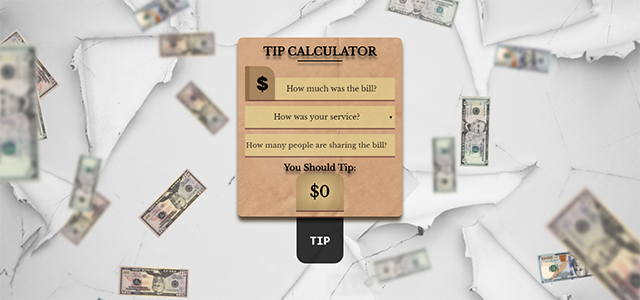 TIP CALCULATOR
$
How much was the bill?
How was your service?
How many people are sharing the bill?
You Should Tip:
$0
TIP